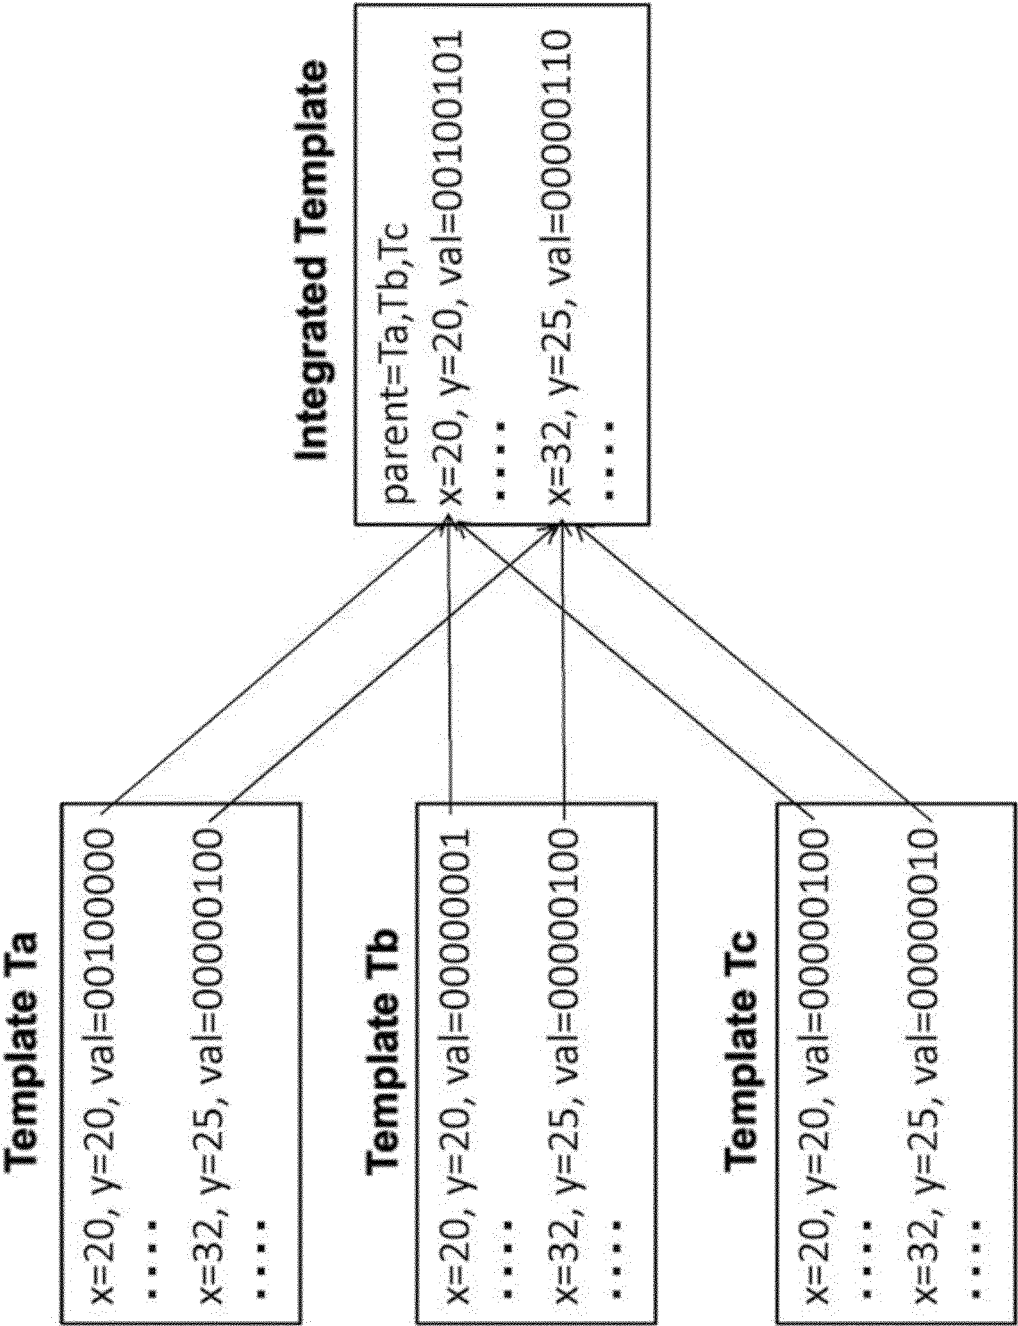 Template Ta
x=20, y=20, val=00100000
....
x=32, y=25, val=00000100
....
Template Tb
x=20, y=20, val=00000001
....
x=32, y=25, val=00000100
....
Template Tc
x=20, y=20, val=00000100
....
x=32, y=25, val=00000010
....
Integrated Template
parent=Ta,Tb,Tc
x=20, y=20, val=00100101
....
x=32, y=25, val=00000110
....